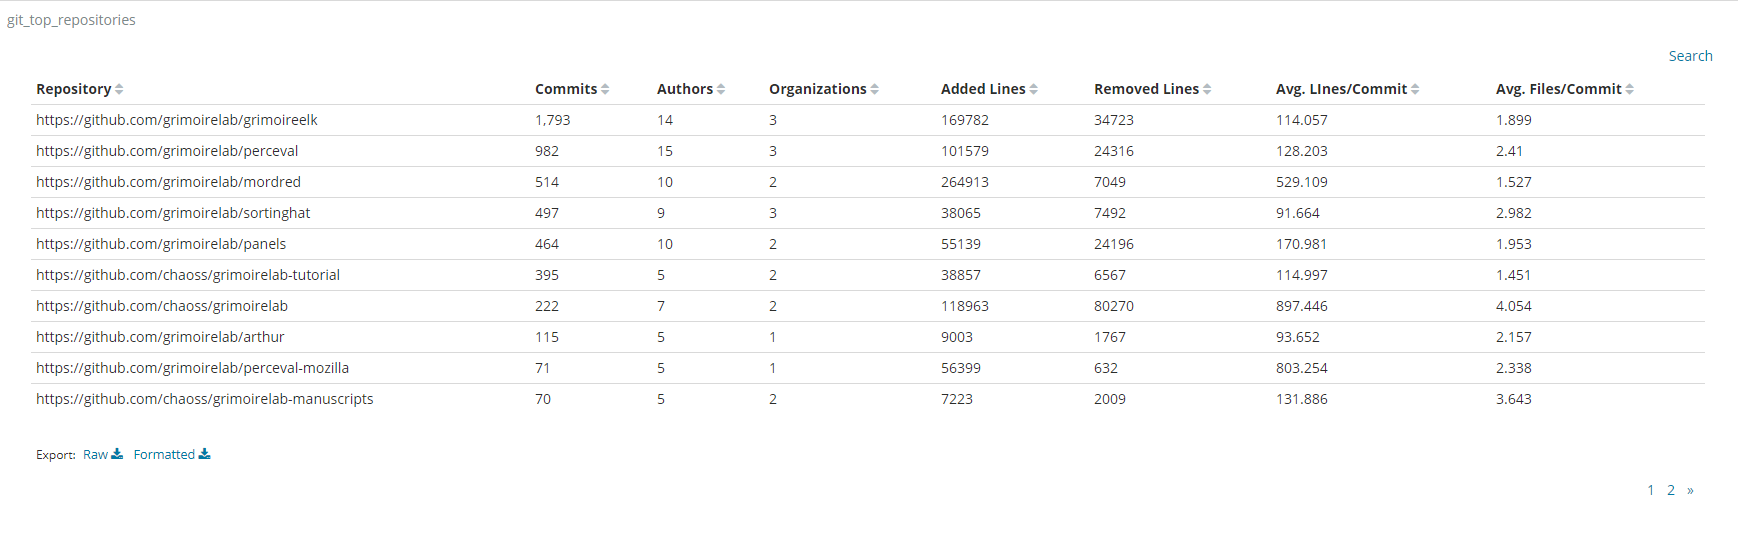 git_top_repositories
Search
Repository Commits Authors Organizations Added Lines Removed Lines Avg. LInes/Commit Avg. Files/Commit
https://github.com/grimoirelab/grimoireelk 1,793 14 3 169782 34723 114.057 1.899
https://github.com/grimoirelab/perceval 982 15 3 101579 24316 128.203 2.41
https://github.com/grimoirelab/mordred 514 10 2 264913 7049 529.109 1.527
https://github.com/grimoirelab/sortinghat 497 9 3 38065 7492 91.664 2.982
https://github.com/grimoirelab/panels 464 10 2 55139 24196 170.981 1.953
https://github.com/chaoss/grimoirelab-tutorial 395 5 2 38857 6567 114.997 1.451
https://github.com/chaoss/grimoirelab 222 7 2 118963 80270 897.446 4.054
https://github.com/grimoirelab/arthur 115 5 1 9003 1767 93.652 2.157
https://github.com/grimoirelab/perceval-mozilla 71 5 1 56399 632 803.254 2.338
https://github.com/chaoss/grimoirelab-manuscripts 70 5 2 7223 2009 131.886 3.643
Export: Raw Formatted
1 2 »